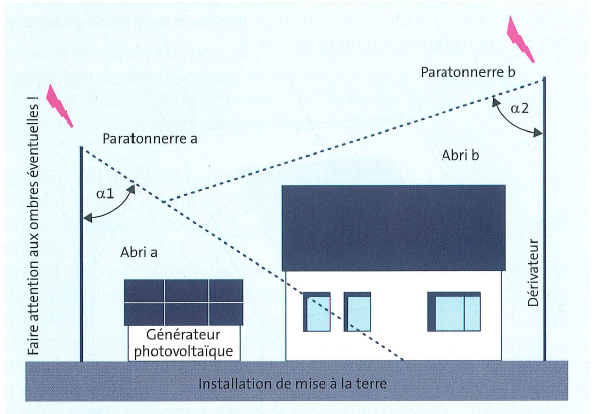 Paratonnerre b
α2
Paratonnerre a
Abri b
α1
Abri a
Faire attention aux ombres éventuelles !
Dérivateur
Générateur
photovoltaïque
Installation de mise à la terre